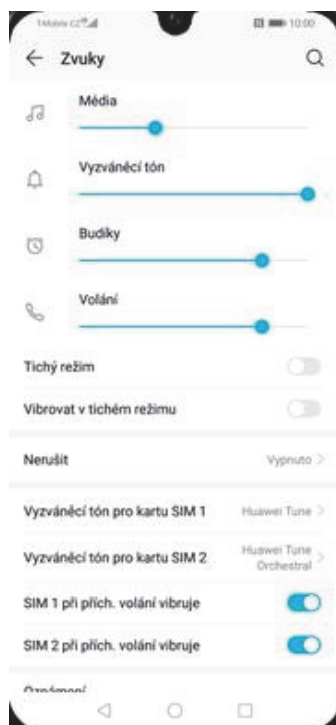 T-Mobile CZ
10:00
Zvuky
Média
Vyzváněcí tón
Budíky
Volání
Tichý režim
Vibrovat v tichém režimu
Nerušit
Vypnuto
Vyzváněcí tón pro kartu SIM 1
Huawei Tune
Vyzváněcí tón pro kartu SIM 2
Huawei Tune
Orchestral
SIM 1 při přích. volání vibruje
SIM 2 při přích. volání vibruje
Oznámení